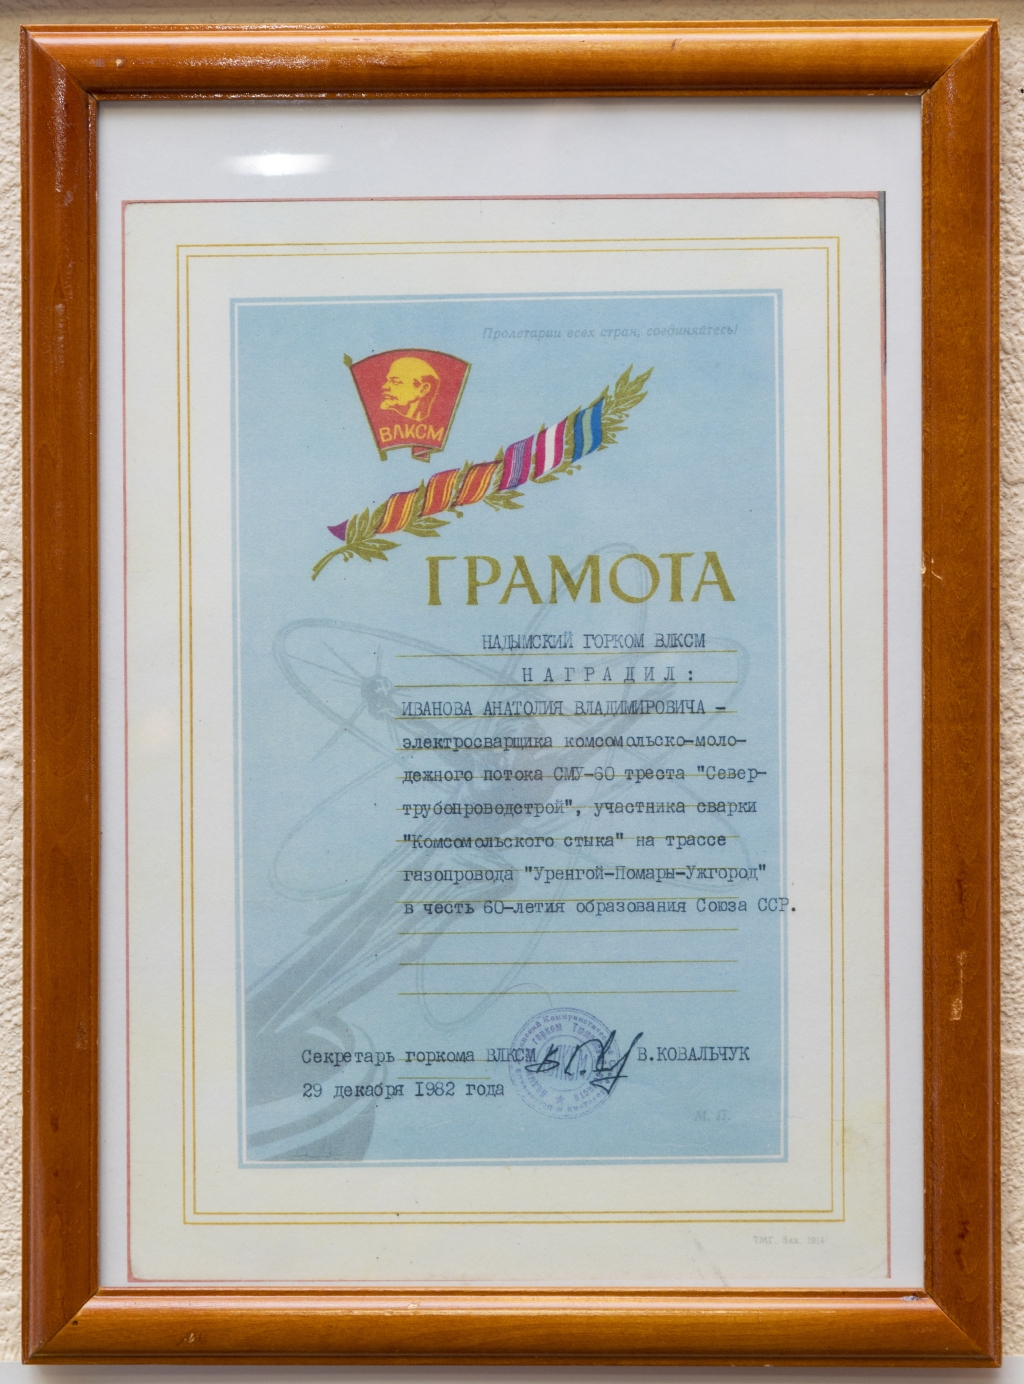 Пролетарии всех стран, соединяйтесь!
ВЛКСМ
ГРАМОТА
НАДЫМСКИЙ ГОРКОМ ВЛКСМ
НАГРАДИЛ:
ИВАНОВА АНАТОЛИЯ ВЛАДИМИРОВИЧА -
электросварщика комсомольско-моло-
дежного потока СМУ-60 треста "Север-
трубопроводстрой", участника сварки
"Комсомольского стыка" на трассе
газопровода "Уренгой-Помары-Ужгород"
в честь 60-летия образования Союза ССР.
Секретарь горкома ВЛКСМ В.КОВАЛЬЧУК
29 декабря 1982 года
ВЛКСМ
М. П.